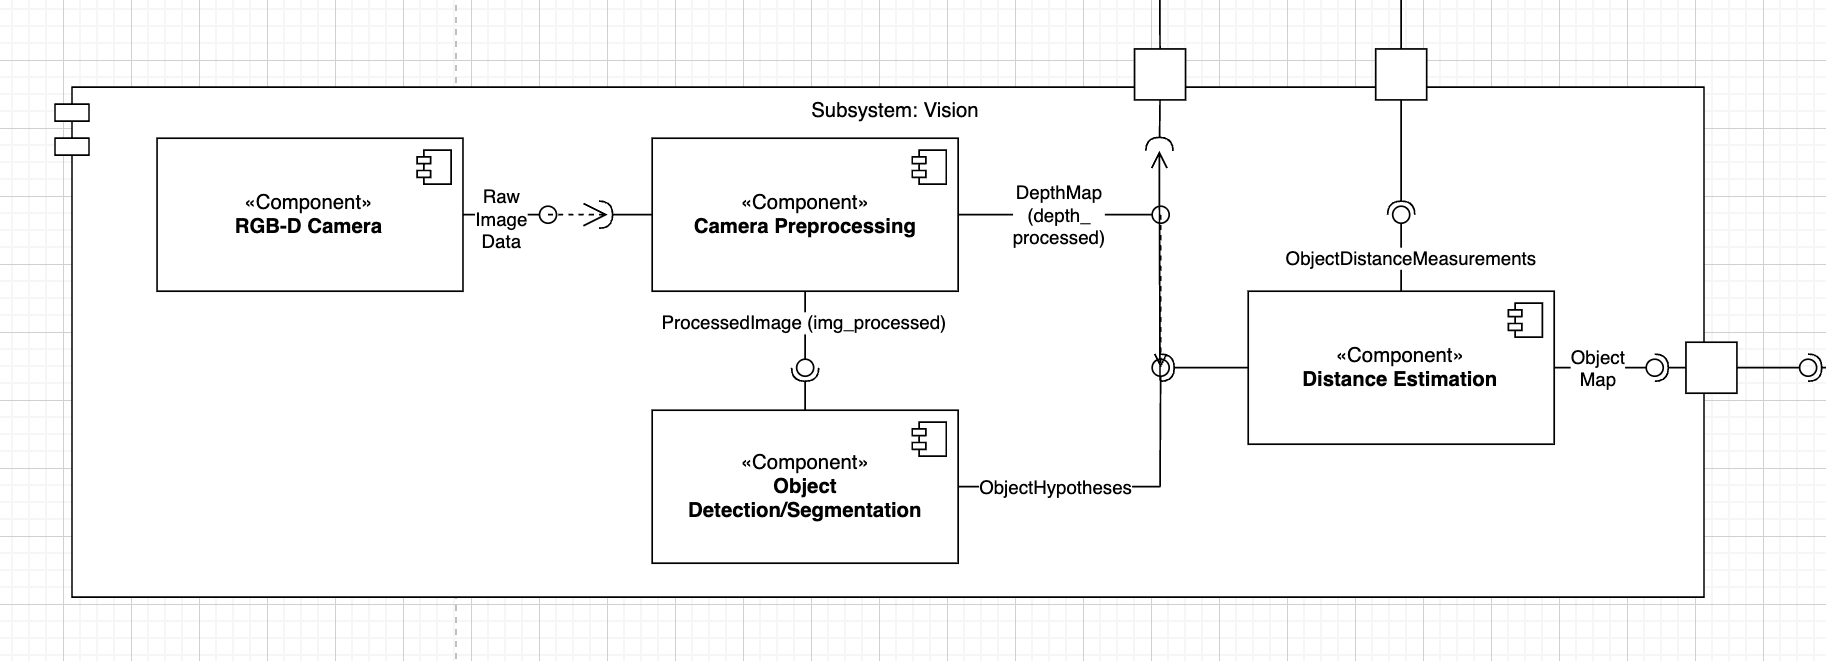 Subsystem: Vision
«Component»
RGB-D Camera
Raw
Image
Data
«Component»
Camera Preprocessing
DepthMap
(depth_
processed)
ProcessedImage (img_processed)
ObjectDistanceMeasurements
«Component»
Distance Estimation
Object
Map
«Component»
Object
Detection/Segmentation
ObjectHypotheses